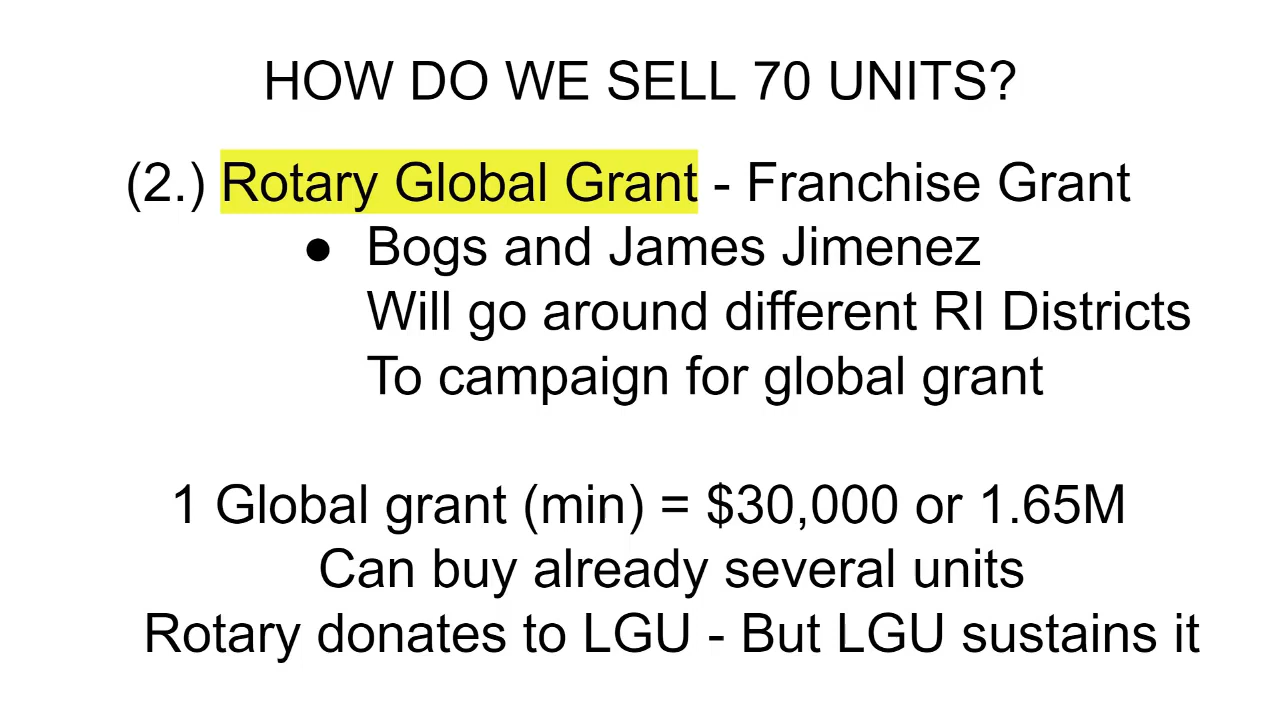 HOW DO WE SELL 70 UNITS?
(2.) Rotary Global Grant - Franchise Grant
● Bogs and James Jimenez
Will go around different RI Districts
To campaign for global grant
1 Global grant (min) = $30,000 or 1.65M
Can buy already several units
Rotary donates to LGU - But LGU sustains it